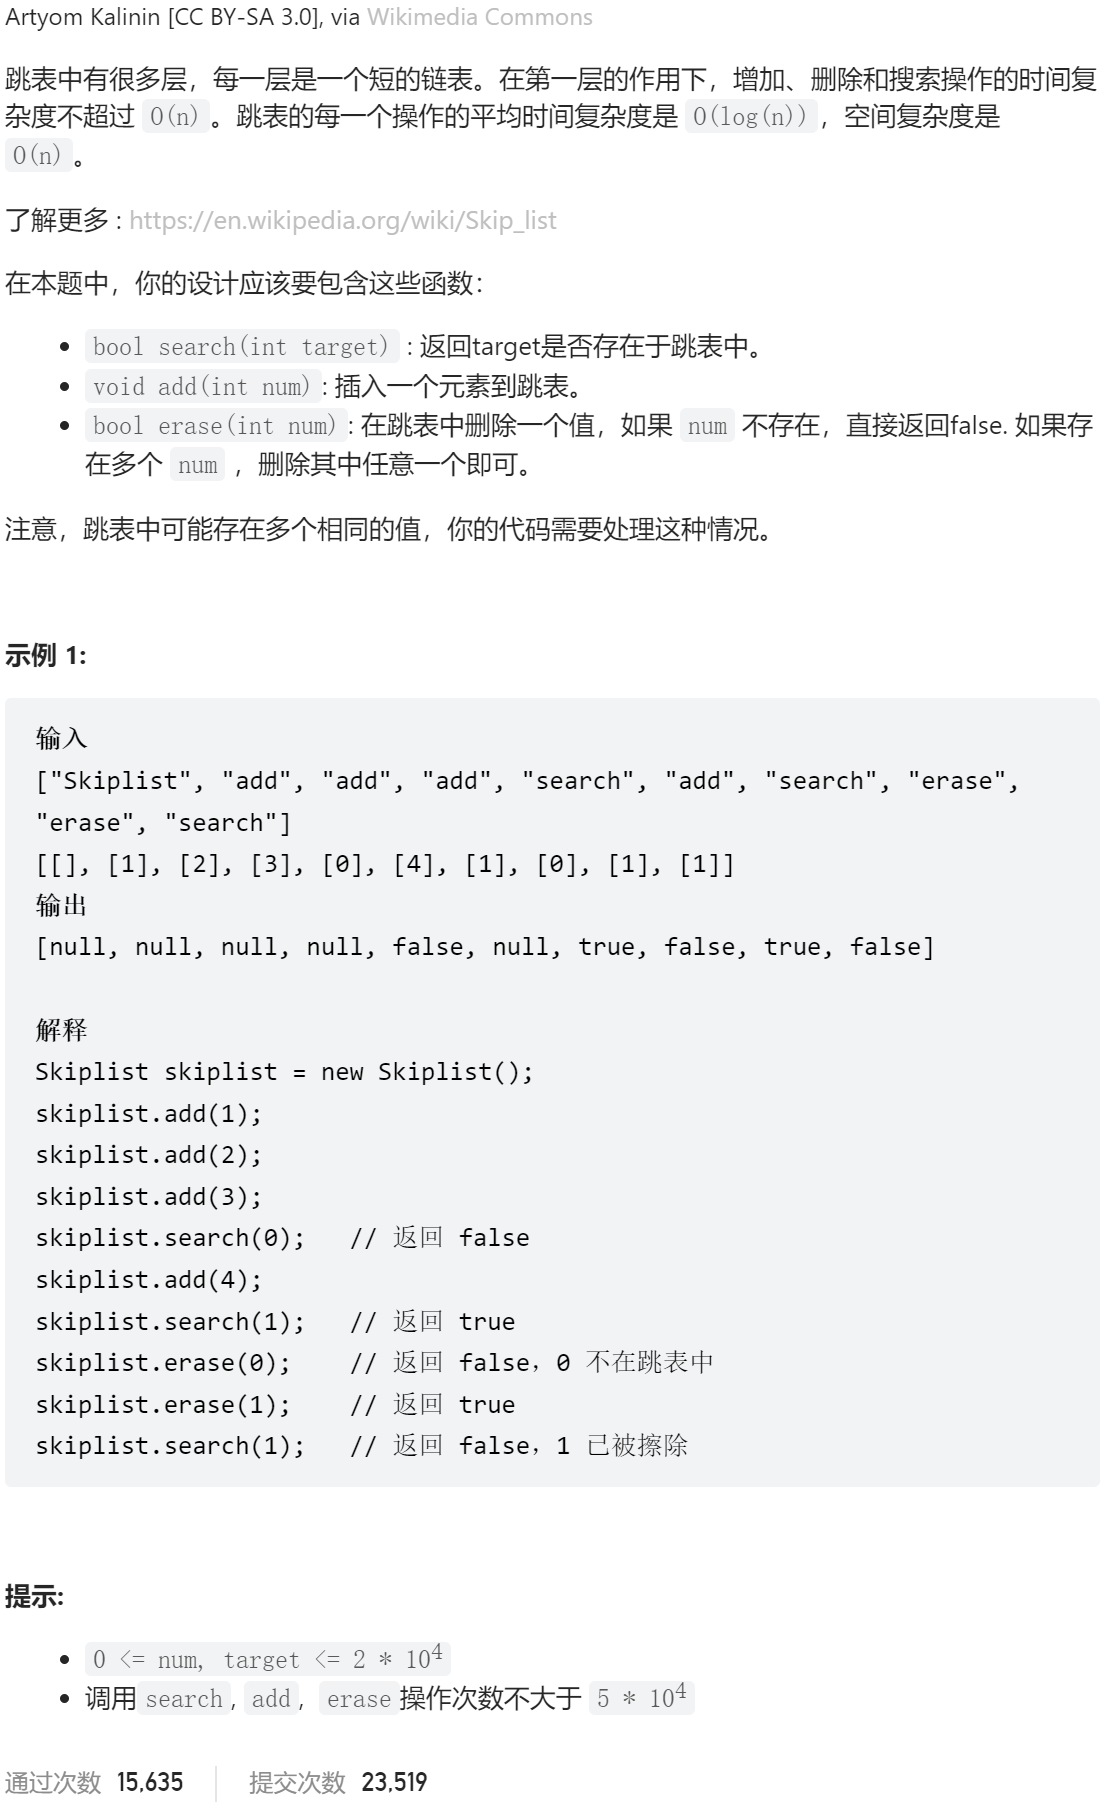 Artyom Kalinin [CC BY-SA 3.0], via Wikimedia Commons
跳表中有很多层，每一层是一个短的链表。在第一层的作用下，增加、删除和搜索操作的时间复
杂度不超过 O(n)。跳表的每一个操作的平均时间复杂度是 O(log(n))，空间复杂度是
O(n)。
了解更多 : https://en.wikipedia.org/wiki/Skip_list
在本题中，你的设计应该要包含这些函数：
• bool search(int target) : 返回target是否存在于跳表中。
• void add(int num): 插入一个元素到跳表。
• bool erase(int num): 在跳表中删除一个值，如果 num 不存在，直接返回false. 如果存
在多个 num ，删除其中任意一个即可。
注意，跳表中可能存在多个相同的值，你的代码需要处理这种情况。
示例 1:
输入
["Skiplist", "add", "add", "add", "search", "add", "search", "erase",
"erase", "search"]
[[], [1], [2], [3], [0], [4], [1], [0], [1], [1]]
输出
[null, null, null, null, false, null, true, false, true, false]
解释
Skiplist skiplist = new Skiplist();
skiplist.add(1);
skiplist.add(2);
skiplist.add(3);
skiplist.search(0);   // 返回 false
skiplist.add(4);
skiplist.search(1);   // 返回 true
skiplist.erase(0);    // 返回 false，0 不在跳表中
skiplist.erase(1);    // 返回 true
skiplist.search(1);   // 返回 false，1 已被擦除
提示:
• 0 <= num, target <= 2 * 10⁴
• 调用search, add, erase操作次数不大于 5 * 10⁴
通过次数 15,635 提交次数 23,519